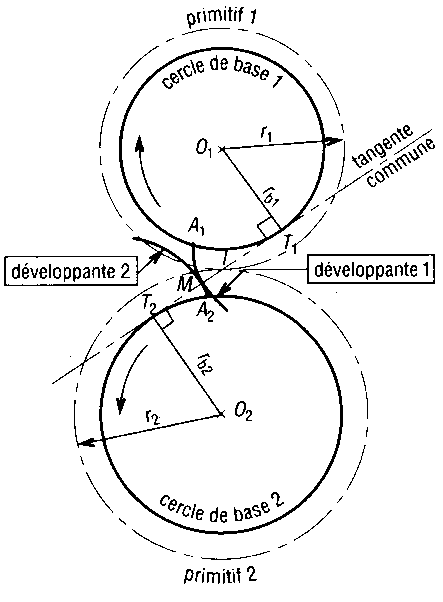 primitif 1
cercle de base 1
O1
r1
rb1
tangente
commune
A1
T1
I
développante 2
développante 1
M
T2
A2
rb2
r2
O2
cercle de base 2
primitif 2